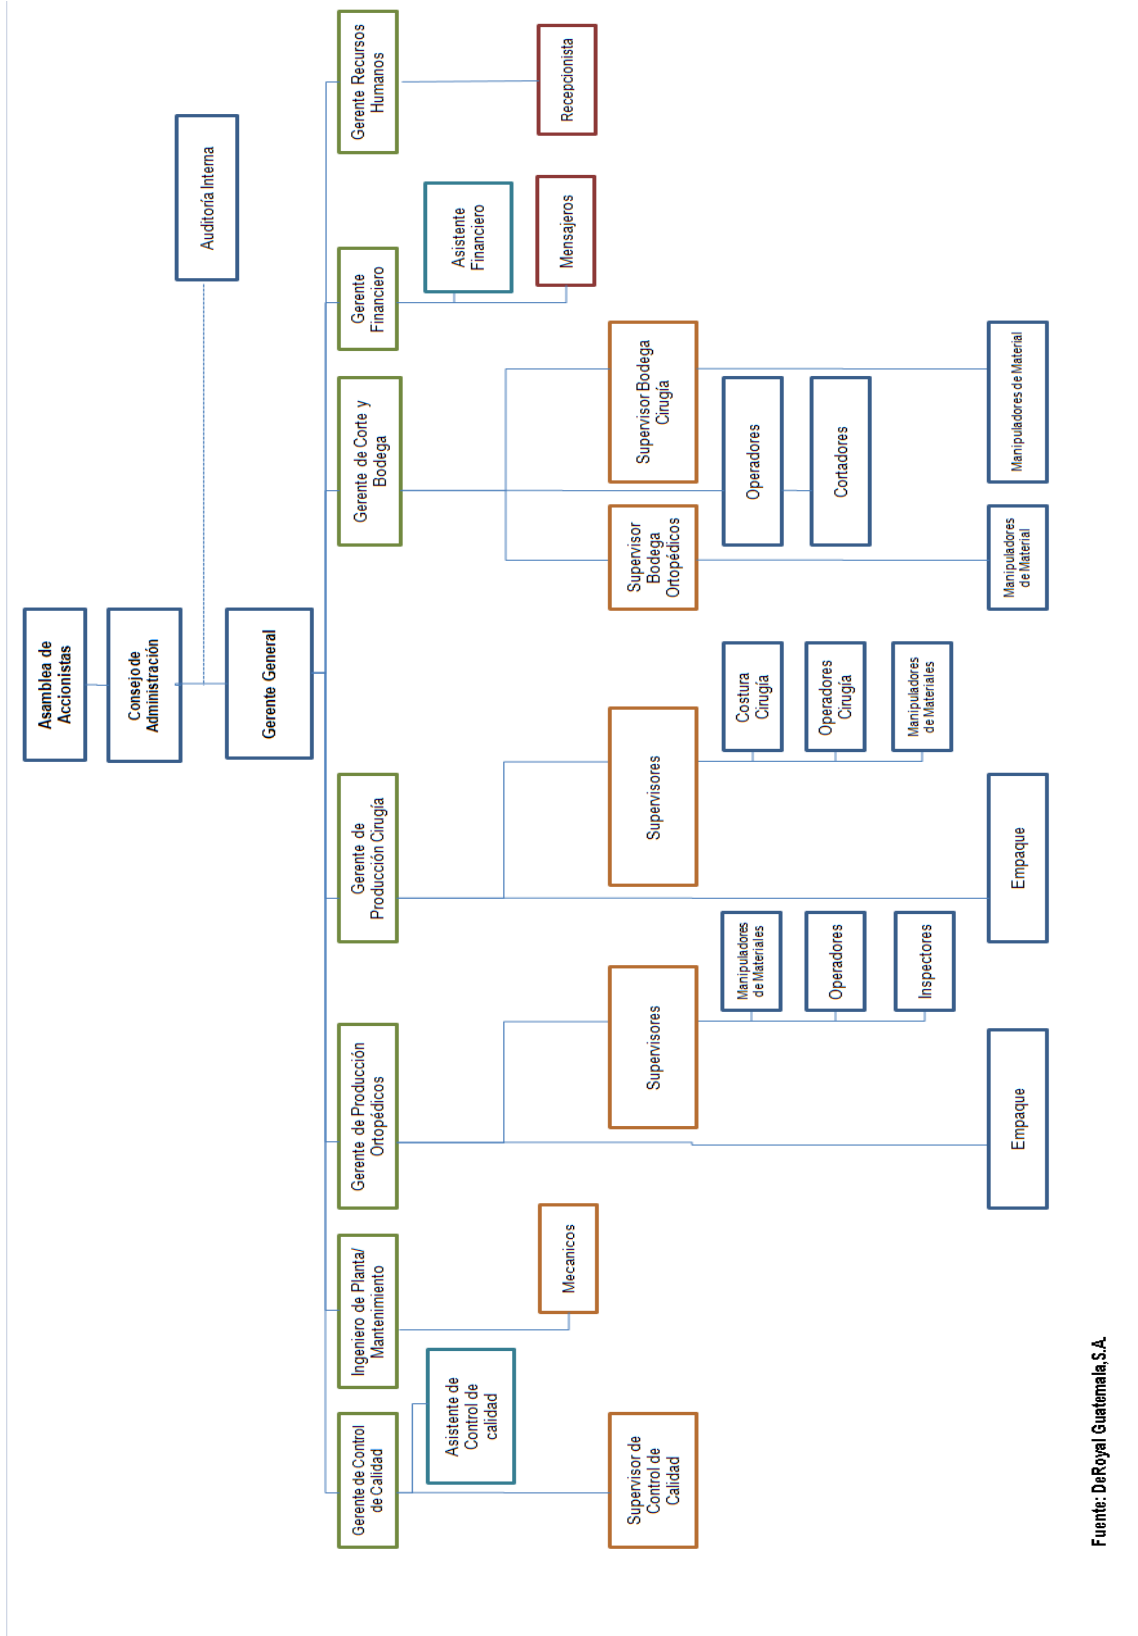 Asamblea de
Accionistas
Consejo de
Administración
Auditoría Interna
Gerente General
Gerente de Control
de Calidad
Ingeniero de Planta/
Mantenimiento
Gerente de Producción
Ortopédicos
Gerente de
Producción Cirugía
Gerente de Corte y
Bodega
Gerente
Financiero
Gerente Recursos
Humanos
Asistente de
Control de
calidad
Asistente
Financiero
Mecanicos
Mensajeros
Recepcionista
Supervisor de
Control de
Calidad
Supervisores
Supervisores
Supervisor
Bodega
Ortopédicos
Supervisor Bodega
Cirugía
Manipuladores
de Materiales
Costura
Cirugía
Operadores
Operadores
Operadores
Cirugía
Cortadores
Inspectores
Manipuladores
de Materiales
Empaque
Empaque
Manipuladores
de Material
Manipuladores de Material
Fuente: DeRoyal Guatemala,S.A.